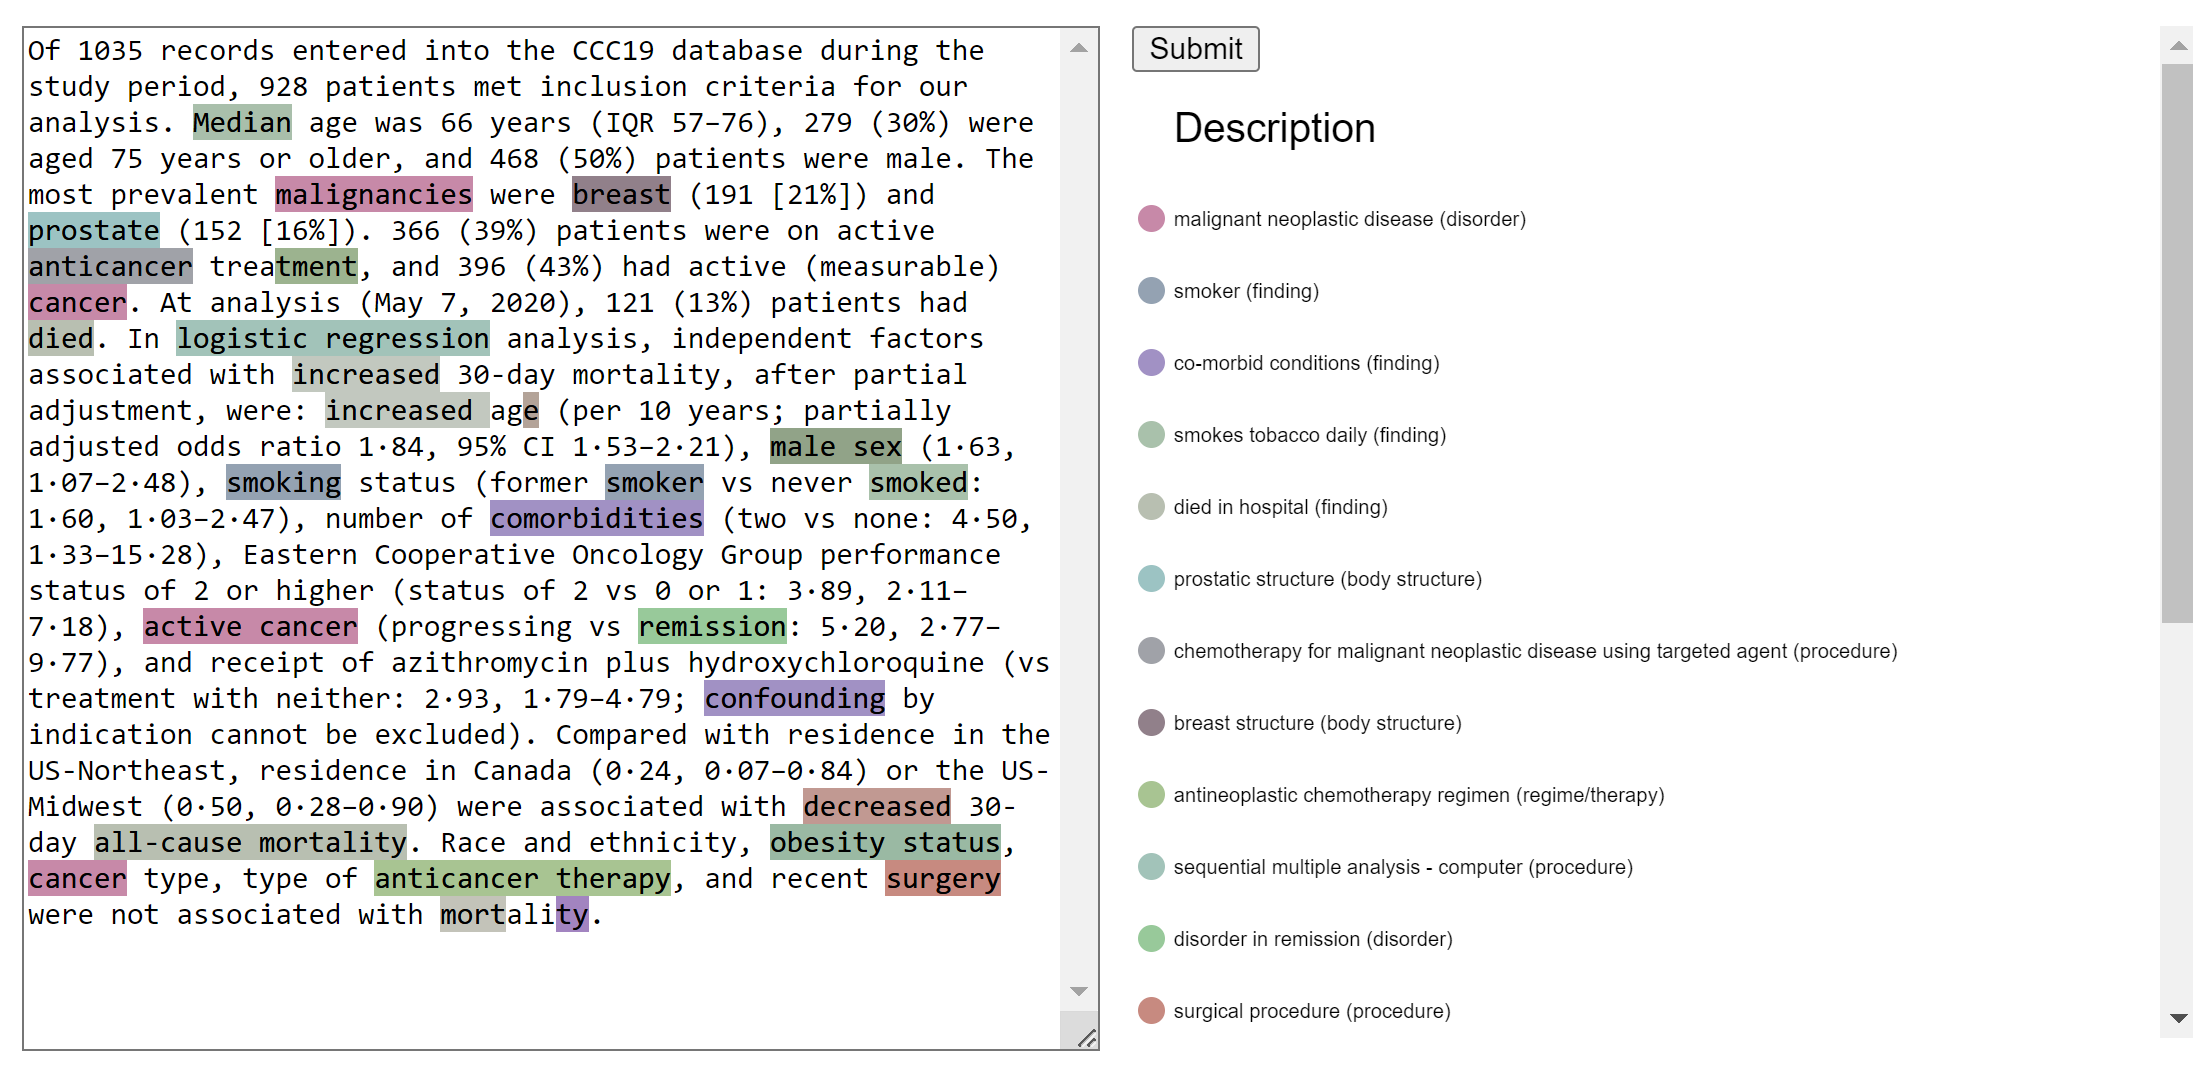 Of 1035 records entered into the CCC19 database during the
study period, 928 patients met inclusion criteria for our
analysis. Median age was 66 years (IQR 57–76), 279 (30%) were
aged 75 years or older, and 468 (50%) patients were male. The
most prevalent malignancies were breast (191 [21%]) and
prostate (152 [16%]). 366 (39%) patients were on active
anticancer treatment, and 396 (43%) had active (measurable)
cancer. At analysis (May 7, 2020), 121 (13%) patients had
died. In logistic regression analysis, independent factors
associated with increased 30-day mortality, after partial
adjustment, were: increased age (per 10 years; partially
adjusted odds ratio 1·84, 95% CI 1·53–2·21), male sex (1·63,
1·07–2·48), smoking status (former smoker vs never smoked:
1·60, 1·03–2·47), number of comorbidities (two vs none: 4·50,
1·33–15·28), Eastern Cooperative Oncology Group performance
status of 2 or higher (status of 2 vs 0 or 1: 3·89, 2·11–
7·18), active cancer (progressing vs remission: 5·20, 2·77–
9·77), and receipt of azithromycin plus hydroxychloroquine (vs
treatment with neither: 2·93, 1·79–4·79; confounding by
indication cannot be excluded). Compared with residence in the
US-Northeast, residence in Canada (0·24, 0·07–0·84) or the US-
Midwest (0·50, 0·28–0·90) were associated with decreased 30-
day all-cause mortality. Race and ethnicity, obesity status,
cancer type, type of anticancer therapy, and recent surgery
were not associated with mortality.
Submit
Description
malignant neoplastic disease (disorder)
smoker (finding)
co-morbid conditions (finding)
smokes tobacco daily (finding)
died in hospital (finding)
prostatic structure (body structure)
chemotherapy for malignant neoplastic disease using targeted agent (procedure)
breast structure (body structure)
antineoplastic chemotherapy regimen (regime/therapy)
sequential multiple analysis - computer (procedure)
disorder in remission (disorder)
surgical procedure (procedure)